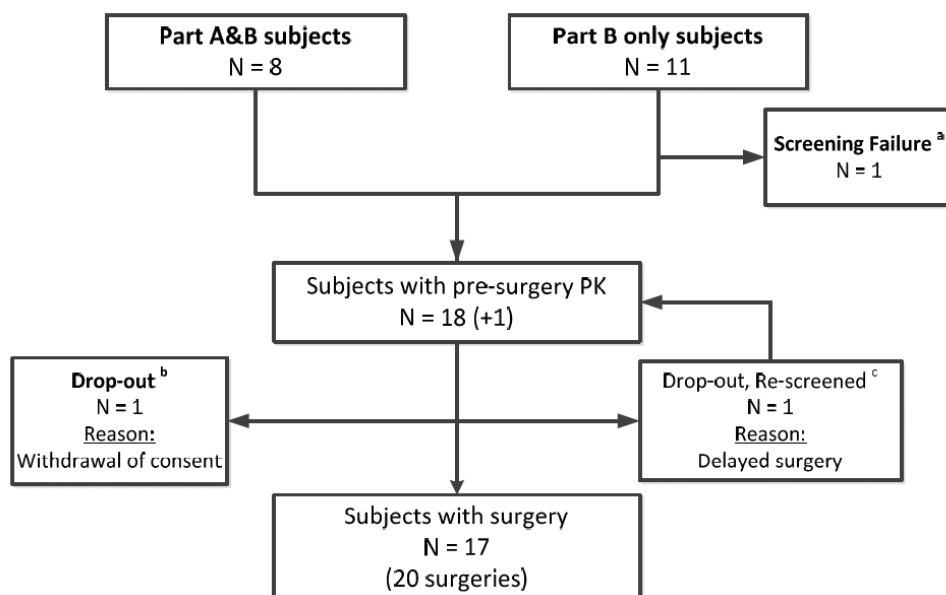 Part A&B subjects
N = 8
Part B only subjects
N = 11
Screening Failure a
N = 1
Subjects with pre-surgery PK
N = 18 (+1)
Drop-out b
N = 1
Reason:
Withdrawal of consent
Drop-out, Re-screened c
N = 1
Reason:
Delayed surgery
Subjects with surgery
N = 17
(20 surgeries)